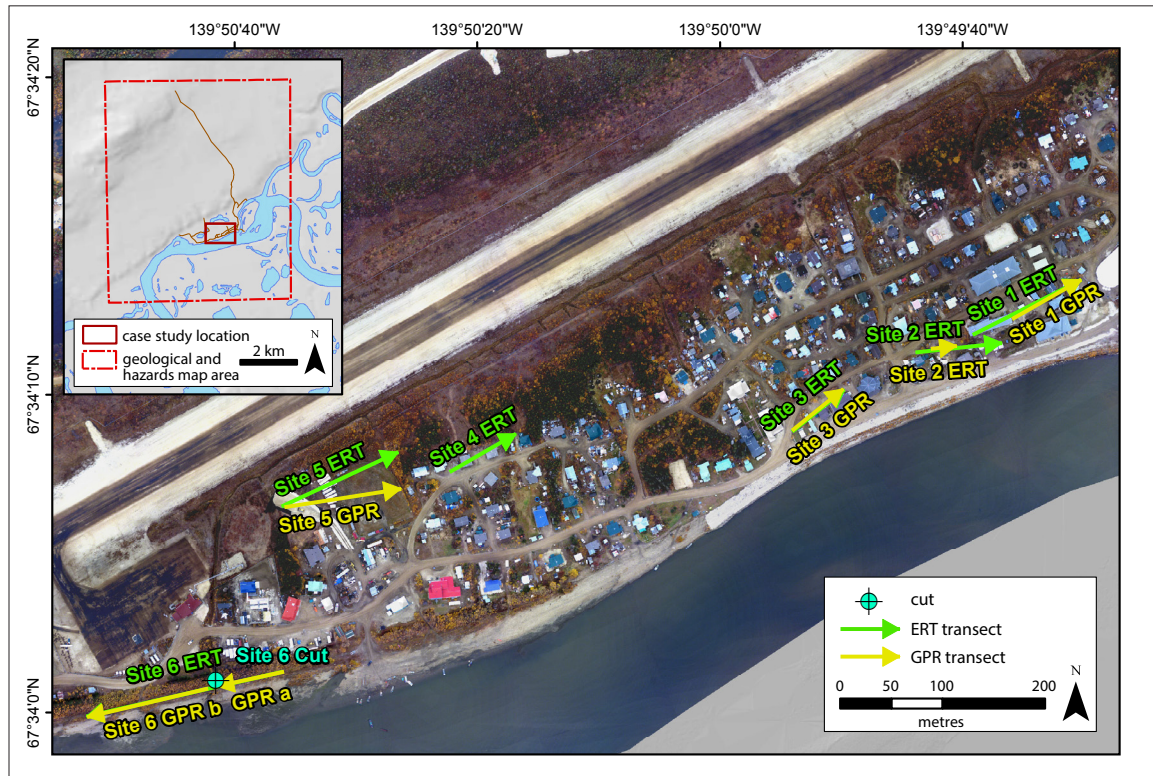 139°50'40"W
139°50'20"W
139°50'00"W
139°49'40"W
67°34'20"N
67°34'10"N
67°34'0"N
N
case study location
geological and
hazards map area
2 km
Site 1 ERT
Site 1 GPR
Site 2 ERT
Site 2 ERT
Site 3 ERT
Site 3 GPR
Site 4 ERT
Site 5 ERT
Site 5 GPR
Site 6 ERT
Site 6 Cut
Site 6 GPR b
GPR a
cut
ERT transect
GPR transect
N
0 50 100 200
metres